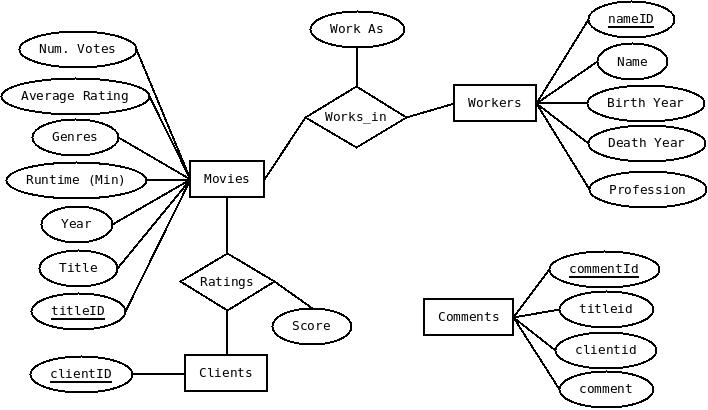 nameID
Work As
Num. Votes
Name
Average Rating
Workers
Birth Year
Works_in
Genres
Death Year
Runtime (Min)
Movies
Profession
Year
Title
commentId
Ratings
titleID
titleid
Comments
Score
clientid
clientID
Clients
comment